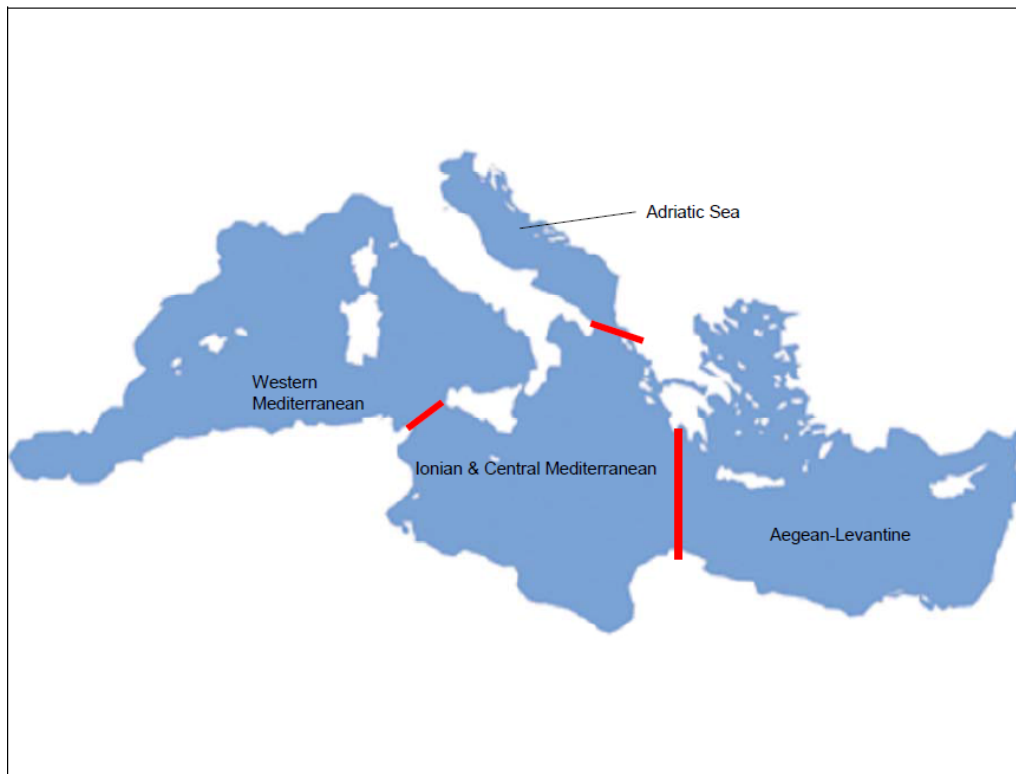 Adriatic Sea
Western
Mediterranean
Ionian & Central Mediterranean
Aegean-Levantine